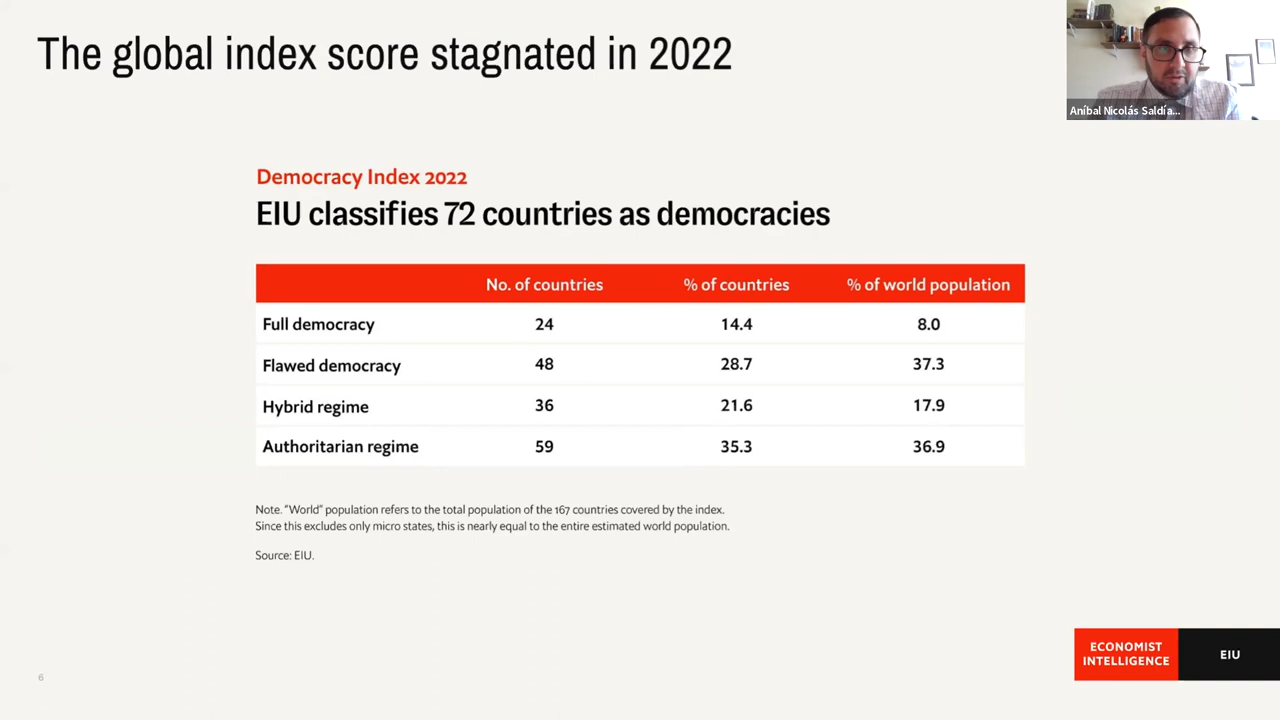 The global index score stagnated in 2022
Aníbal Nicolás Saldía...
Democracy Index 2022
EIU classifies 72 countries as democracies
No. of countries % of countries % of world population
Full democracy 24 14.4 8.0
Flawed democracy 48 28.7 37.3
Hybrid regime 36 21.6 17.9
Authoritarian regime 59 35.3 36.9
Note. “World” population refers to the total population of the 167 countries covered by the index.
Since this excludes only micro states, this is nearly equal to the entire estimated world population.
Source: EIU.
ECONOMIST
INTELLIGENCE
EIU
6